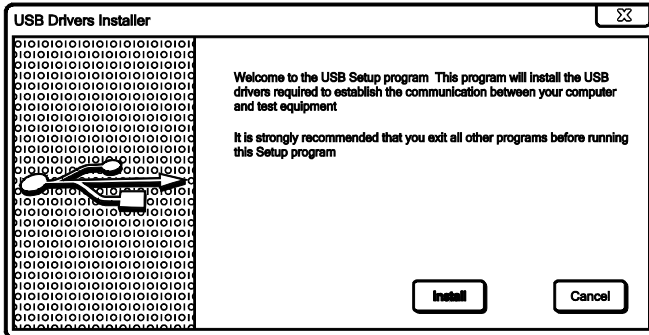 USB Drivers Installer
Welcome to the USB Setup program This program will install the USB
drivers required to establish the communication between your computer
and test equipment
It is strongly recommended that you exit all other programs before running
this Setup program
Install
Cancel